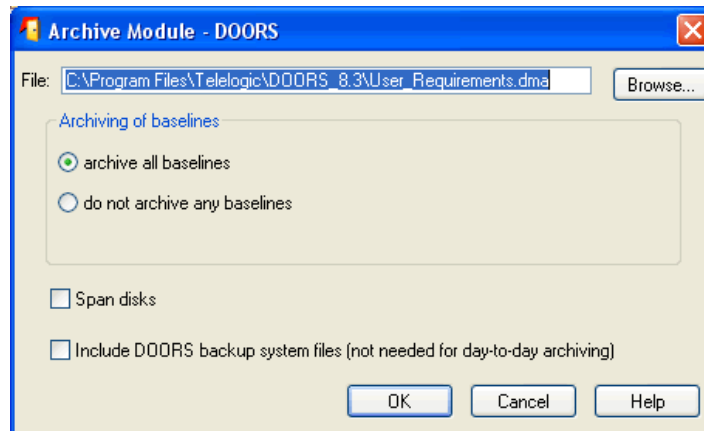 Archive Module - DOORS
File: C:\Program Files\Telelogic\DOORS_8.3\User_Requirements.dma Browse...
Archiving of baselines
archive all baselines
do not archive any baselines
Span disks
Include DOORS backup system files (not needed for day-to-day archiving)
OK Cancel Help